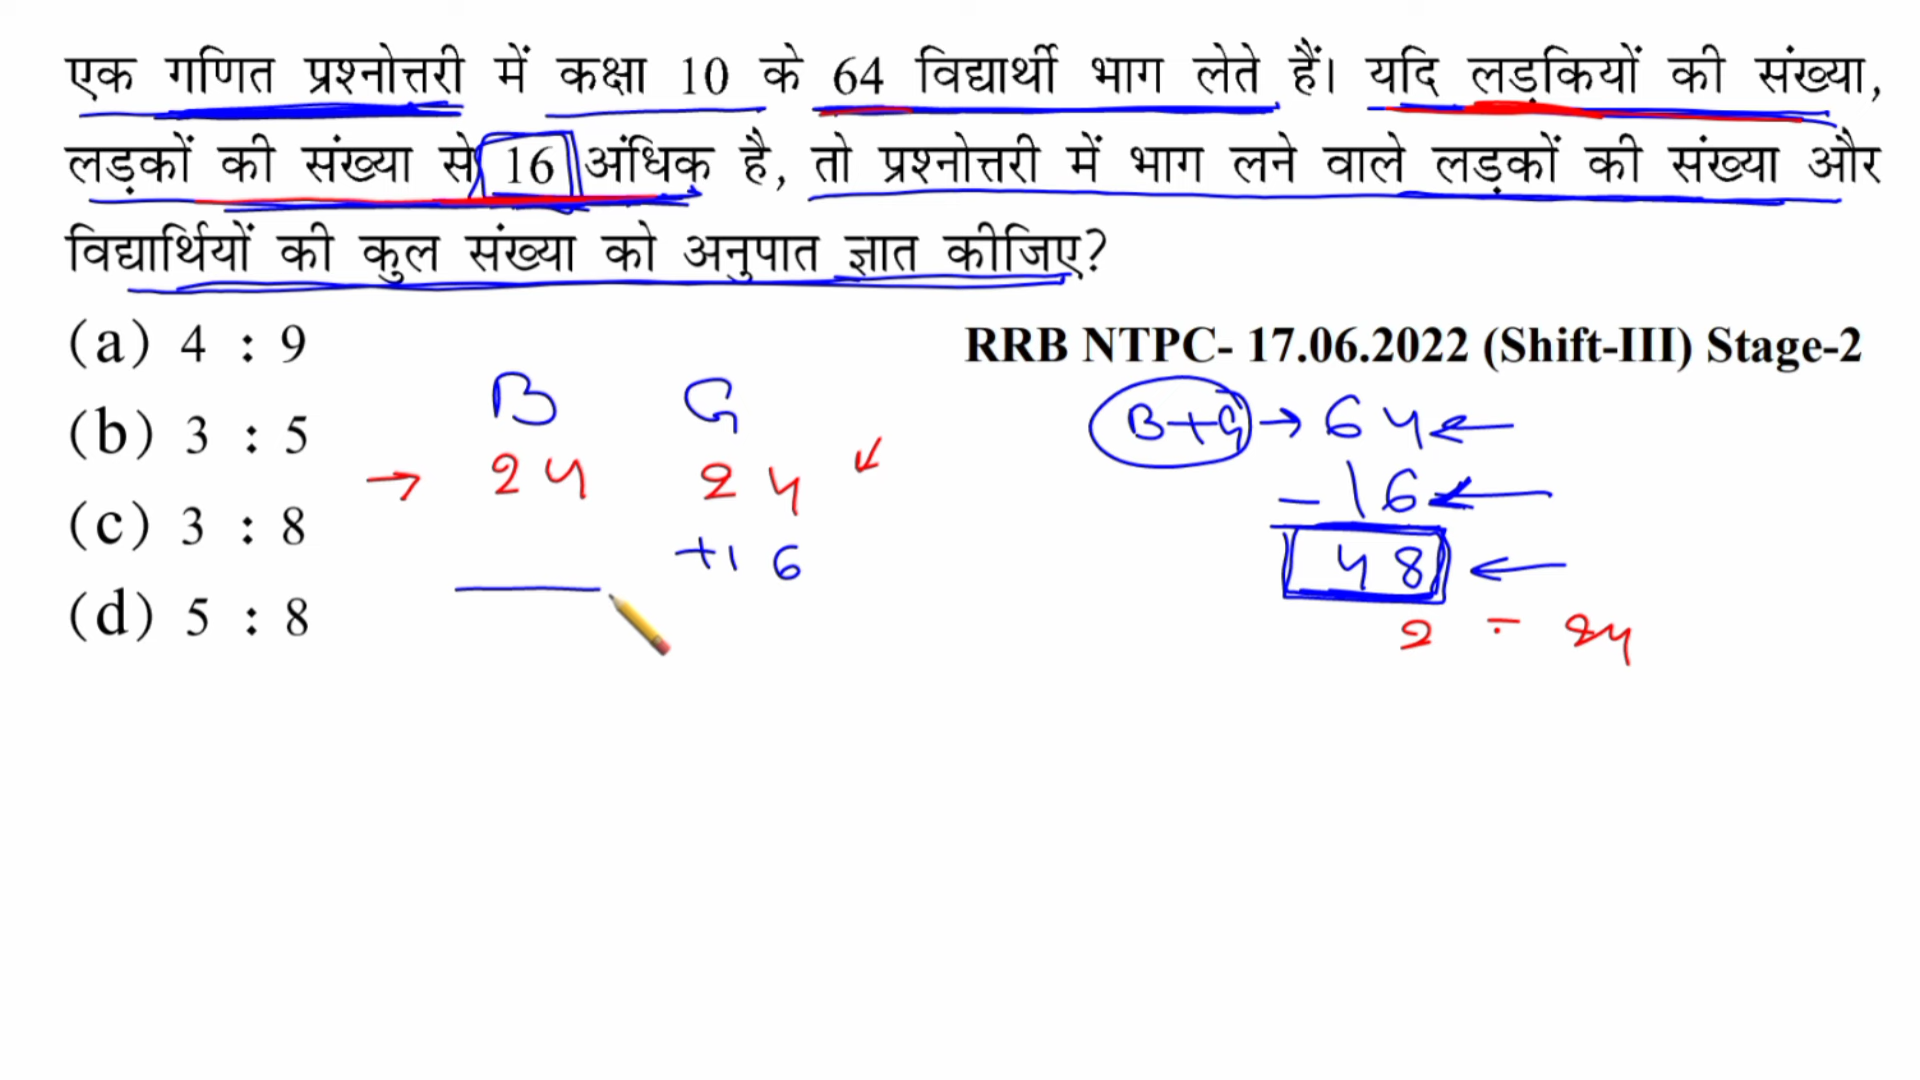 एक गणित प्रश्नोत्तरी में कक्षा 10 के 64 विद्यार्थी भाग लेते हैं। यदि लड़कियों की संख्या,
लड़कों की संख्या से 16 अंधिक है, तो प्रश्नोत्तरी में भाग लने वाले लड़कों की संख्या और
विद्यार्थियों की कुल संख्या को अनुपात ज्ञात कीजिए?
(a) 4 : 9
RRB NTPC- 17.06.2022 (Shift-III) Stage-2
(b) 3 : 5
(c) 3 : 8
(d) 5 : 8
B G
→ 24 24 ↙
+16
B+G → 64 ←
- 16 ←
48 ←
2 ÷ 24